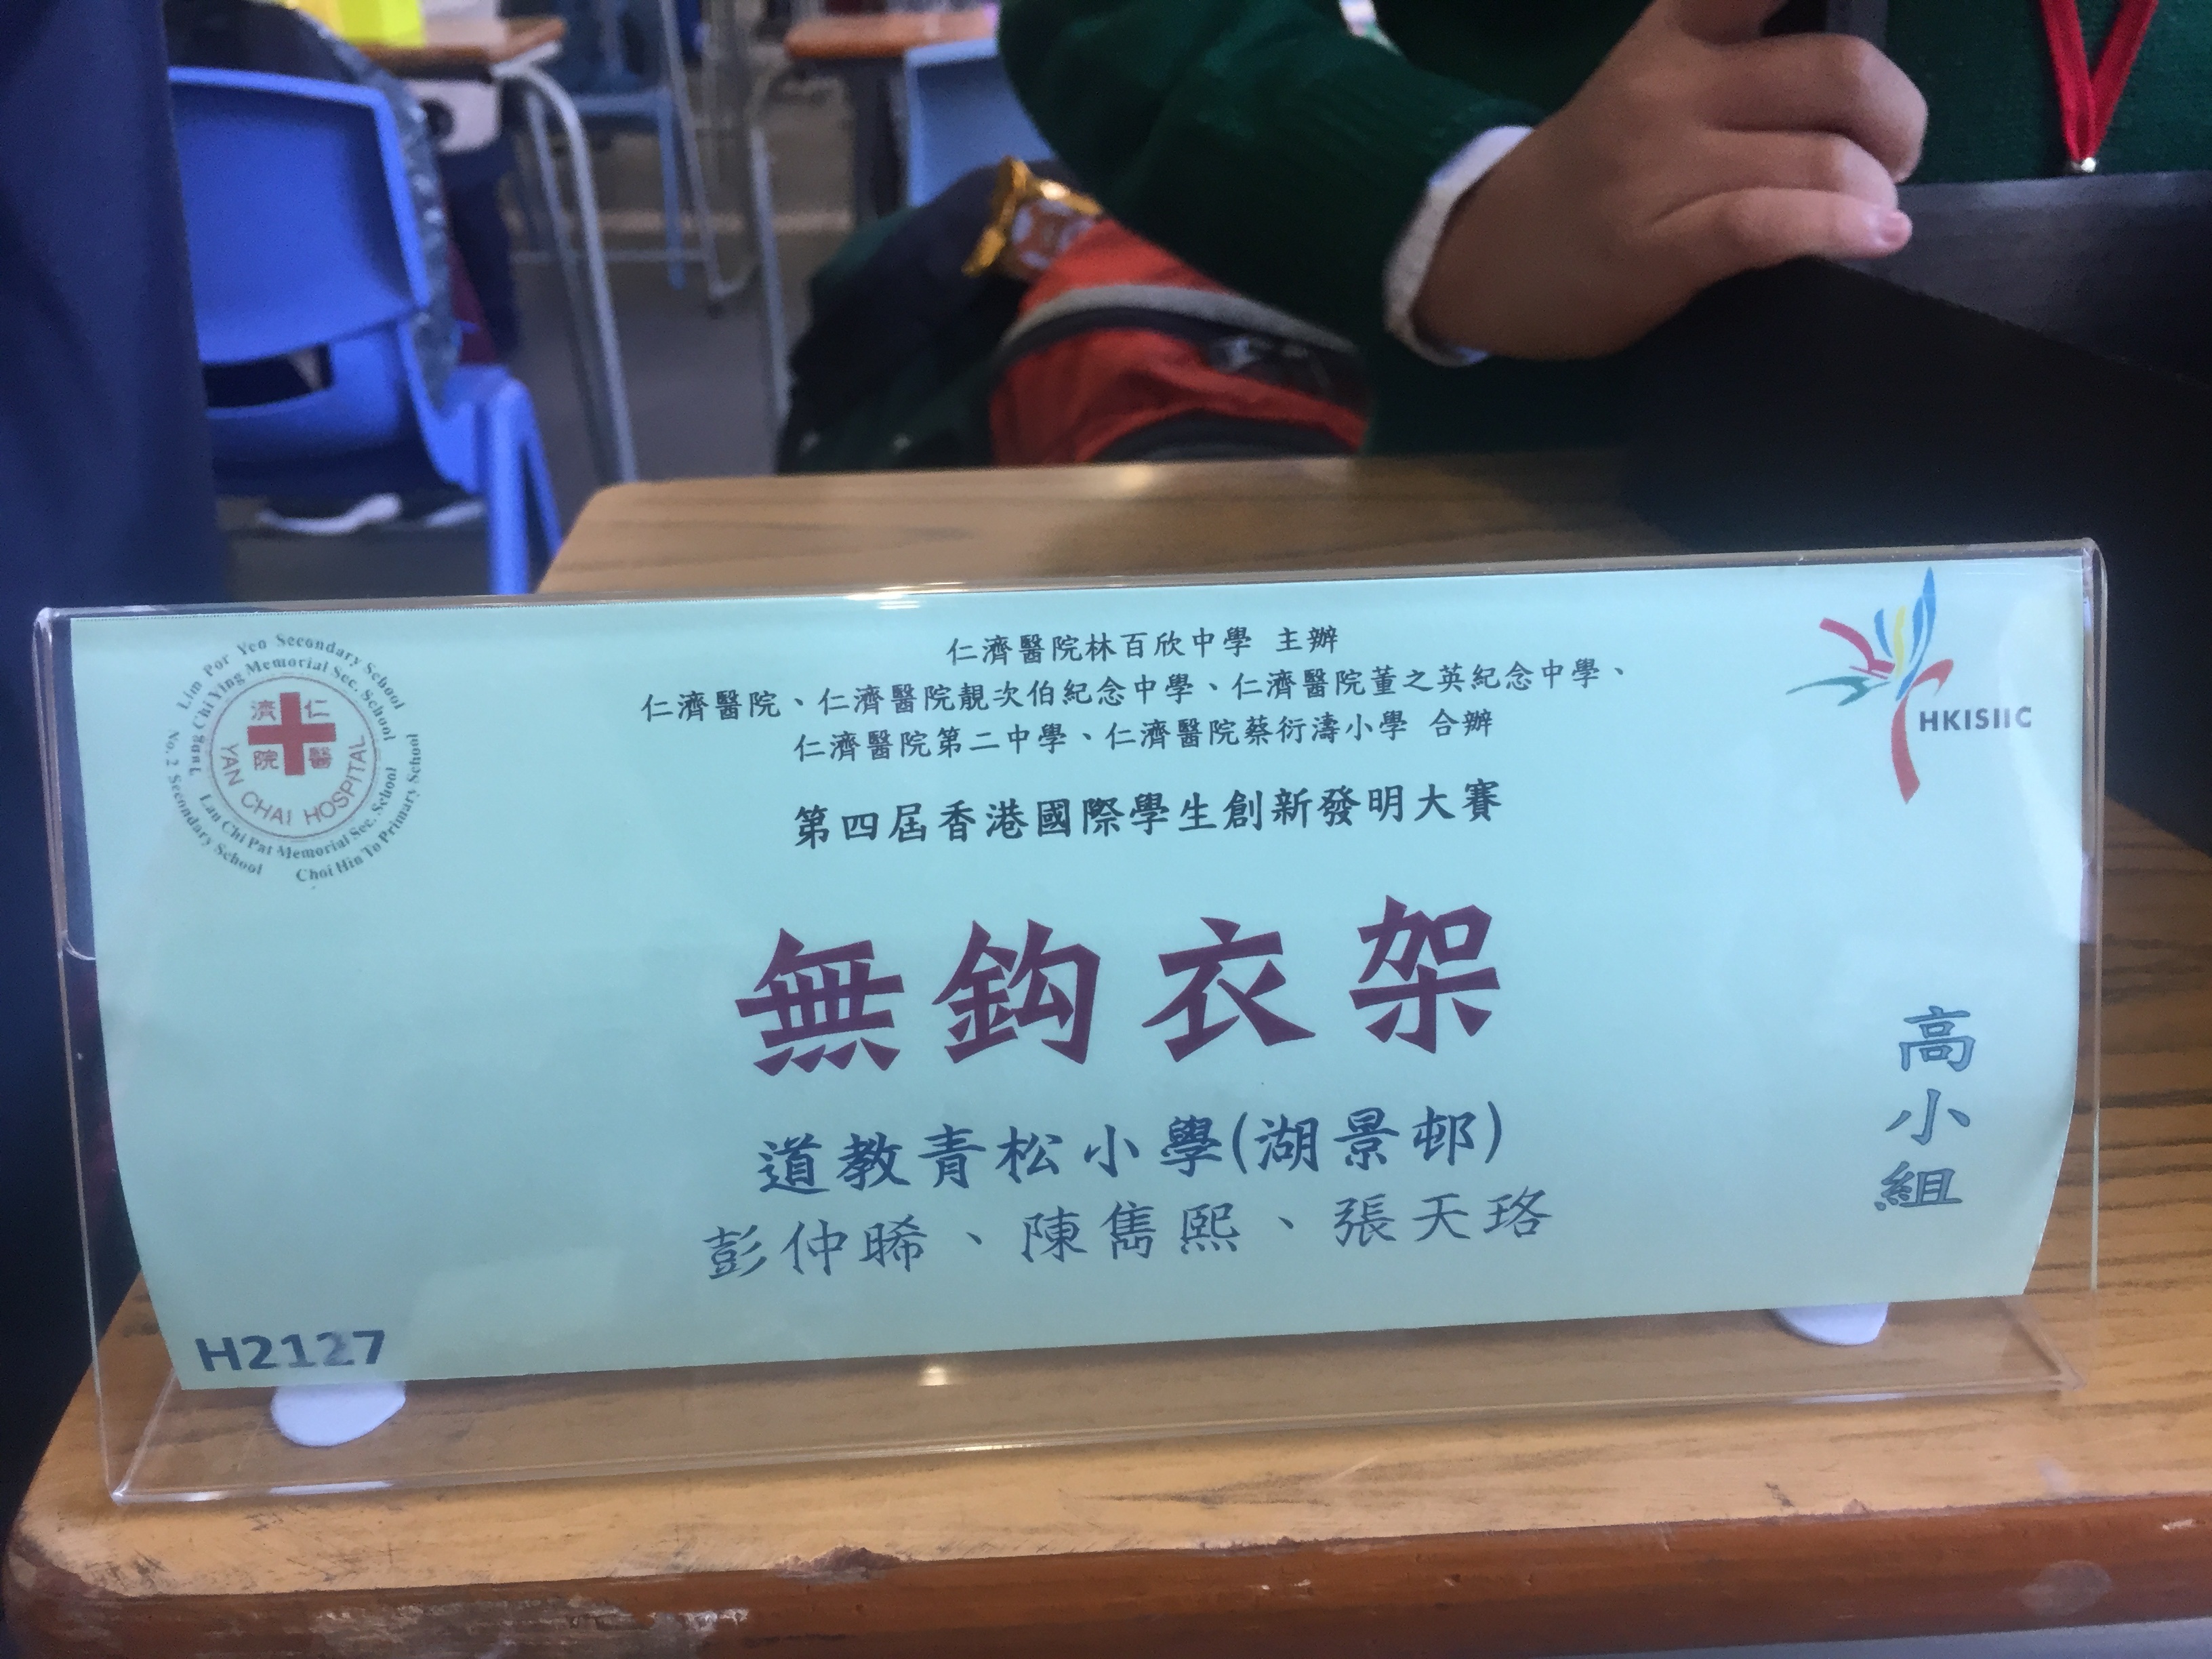 Lim Por Yeo Secondary School
Tung Chi Ying Memorial Sec. School
No. 2 Secondary School
Lan Chi Pat Memorial Sec. School
Choi Hin To Primary School
仁濟醫院
YAN CHAI HOSPITAL
HKISIIC
仁濟醫院林百欣中學 主辦
仁濟醫院、仁濟醫院靚次伯紀念中學、仁濟醫院董之英紀念中學、
仁濟醫院第二中學、仁濟醫院蔡衍濤小學 合辦
第四屆香港國際學生創新發明大賽
無鈎衣架
道教青松小學(湖景邨)
彭仲晞、陳雋熙、張天珞
高小組
H2127